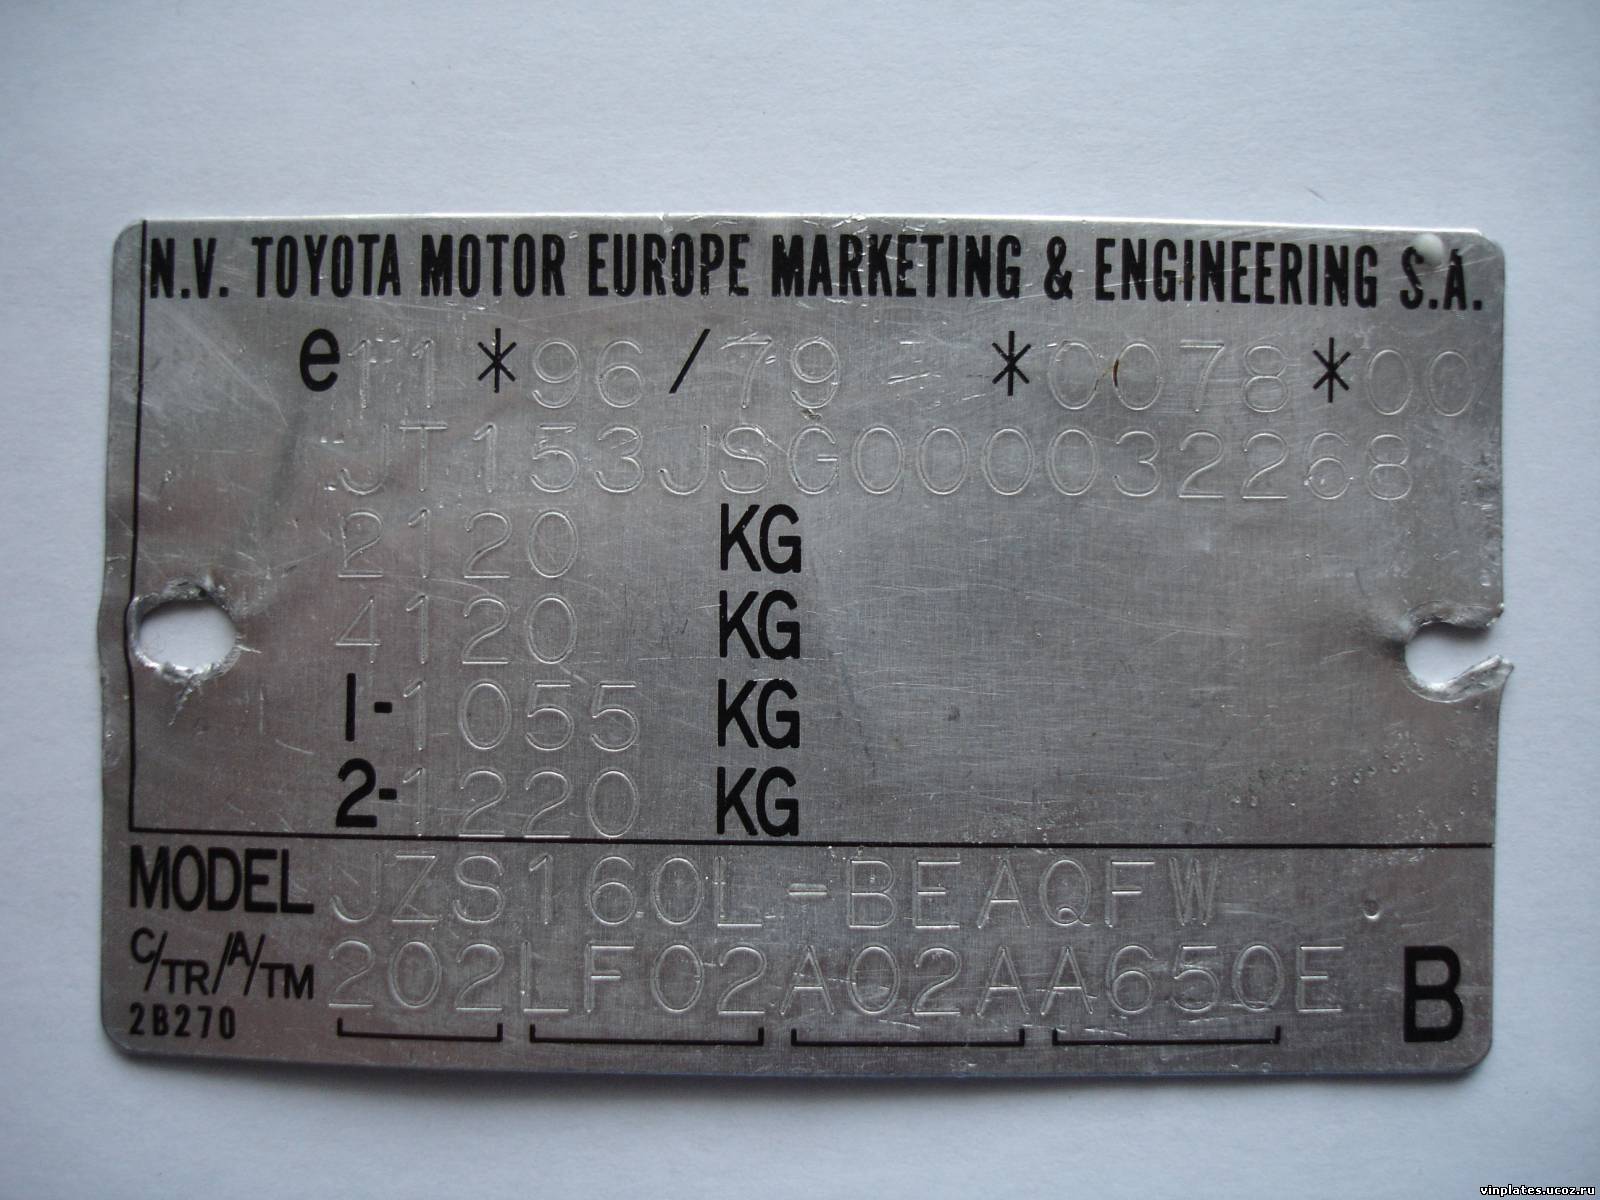 N.V. TOYOTA MOTOR EUROPE MARKETING & ENGINEERING S.A.
e11 *96/79 *0078*00
JT153JSG000032268
2120 KG
4120 KG
1-1055 KG
2-1220 KG
MODEL JZS160L-BEAQFW
C/TR/A/TM 202LF02A02AA650E B
2B270
vinplates.ucoz.ru